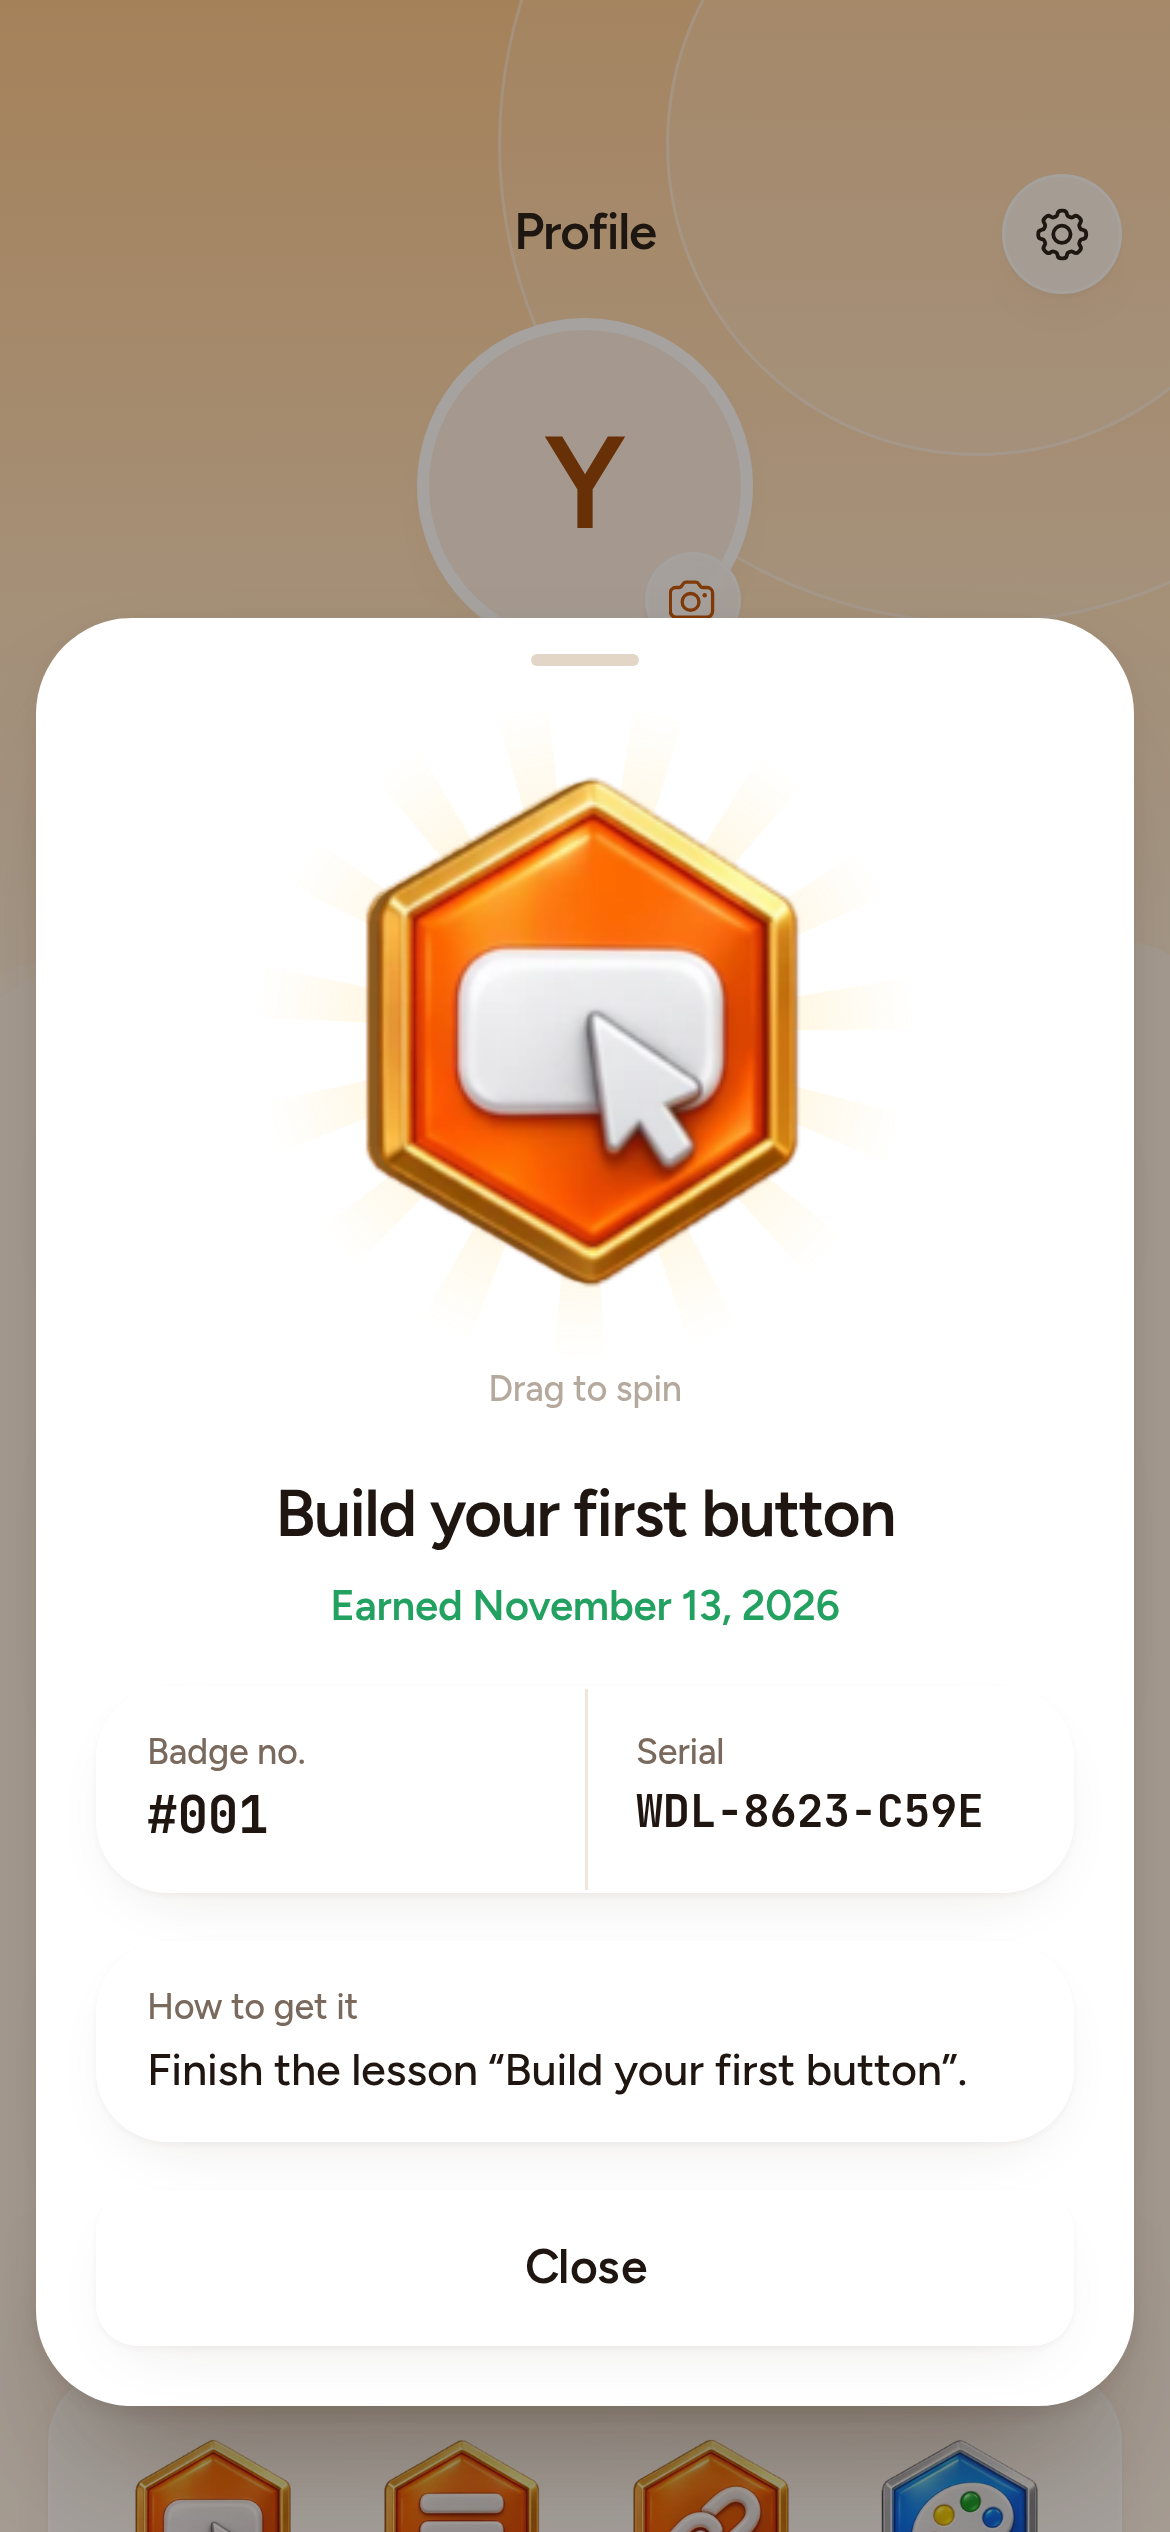 Profile
Y
Drag to spin
Build your first button
Earned November 13, 2026
Badge no.
#001
Serial
WDL-8623-C59E
How to get it
Finish the lesson “Build your first button”.
Close